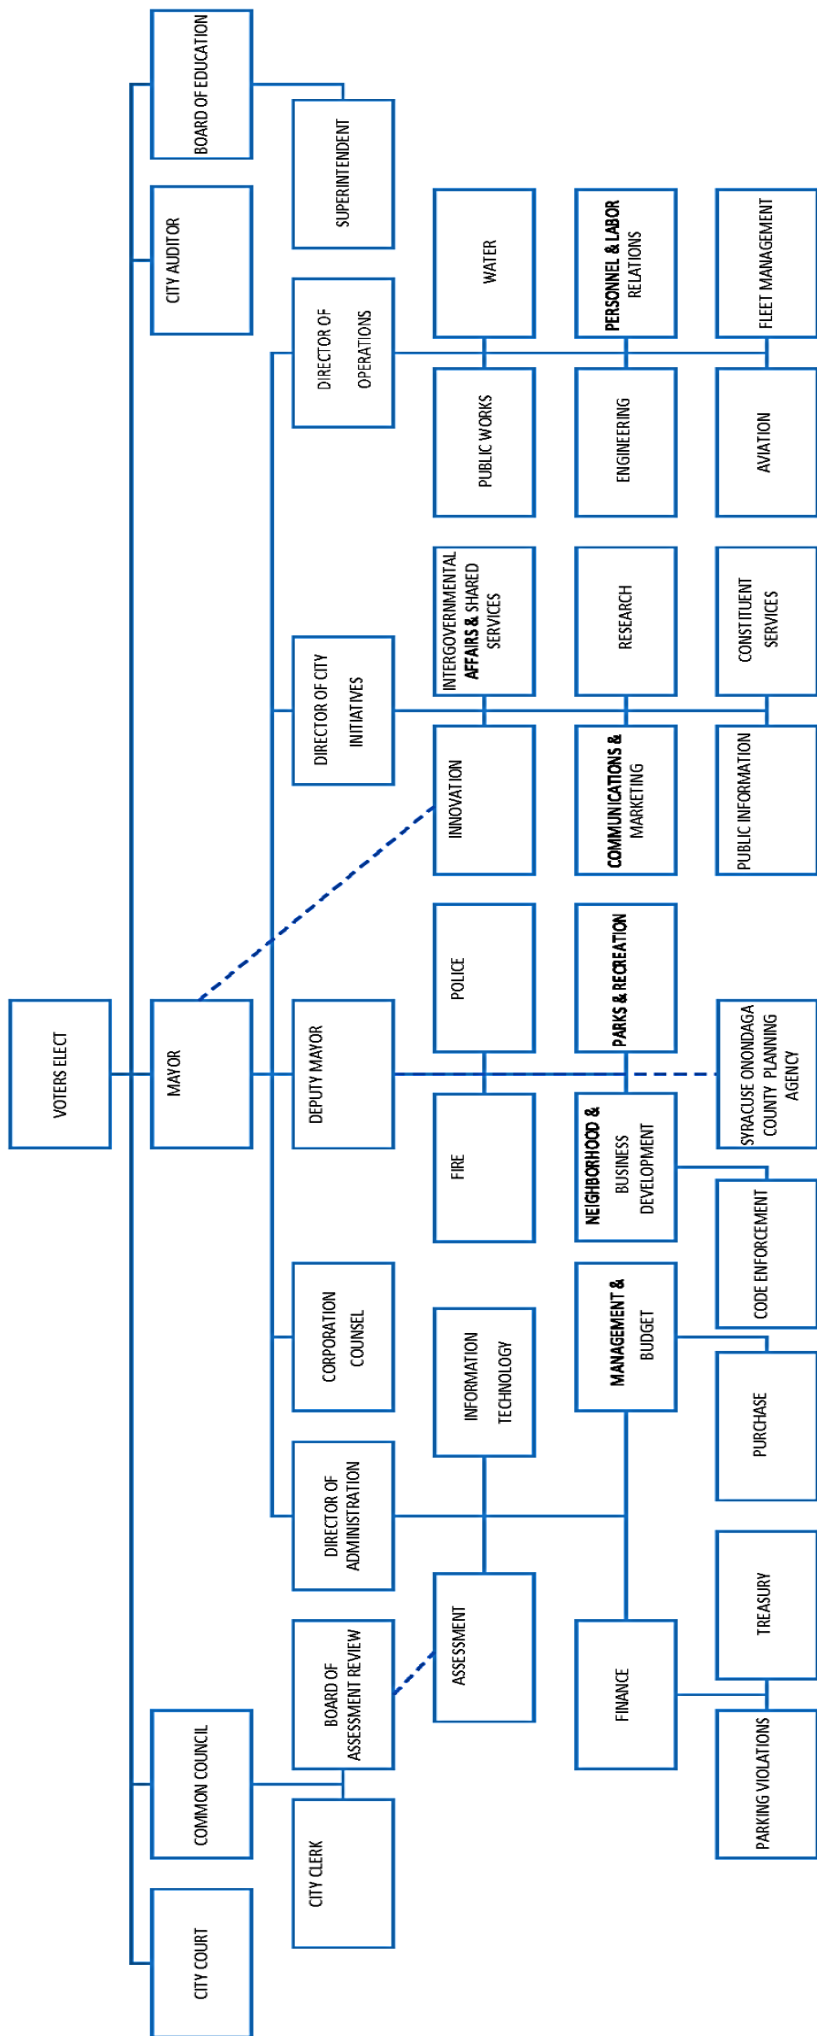 VOTERS ELECT
CITY COURT
COMMON COUNCIL
MAYOR
CITY AUDITOR
BOARD OF EDUCATION
CITY CLERK
BOARD OF
ASSESSMENT REVIEW
DIRECTOR OF
ADMINISTRATION
CORPORATION
COUNSEL
DEPUTY MAYOR
DIRECTOR OF CITY
INITIATIVES
DIRECTOR OF
OPERATIONS
SUPERINTENDENT
ASSESSMENT
INFORMATION
TECHNOLOGY
FIRE
POLICE
INNOVATION
INTERGOVERNMENTAL
AFFAIRS & SHARED
SERVICES
PUBLIC WORKS
WATER
FINANCE
MANAGEMENT &
BUDGET
NEIGHBORHOOD &
BUSINESS
DEVELOPMENT
PARKS & RECREATION
COMMUNICATIONS &
MARKETING
RESEARCH
ENGINEERING
PERSONNEL & LABOR
RELATIONS
PARKING VIOLATIONS
TREASURY
PURCHASE
CODE ENFORCEMENT
SYRACUSE ONONDAGA
COUNTY PLANNING
AGENCY
PUBLIC INFORMATION
CONSTITUENT
SERVICES
AVIATION
FLEET MANAGEMENT